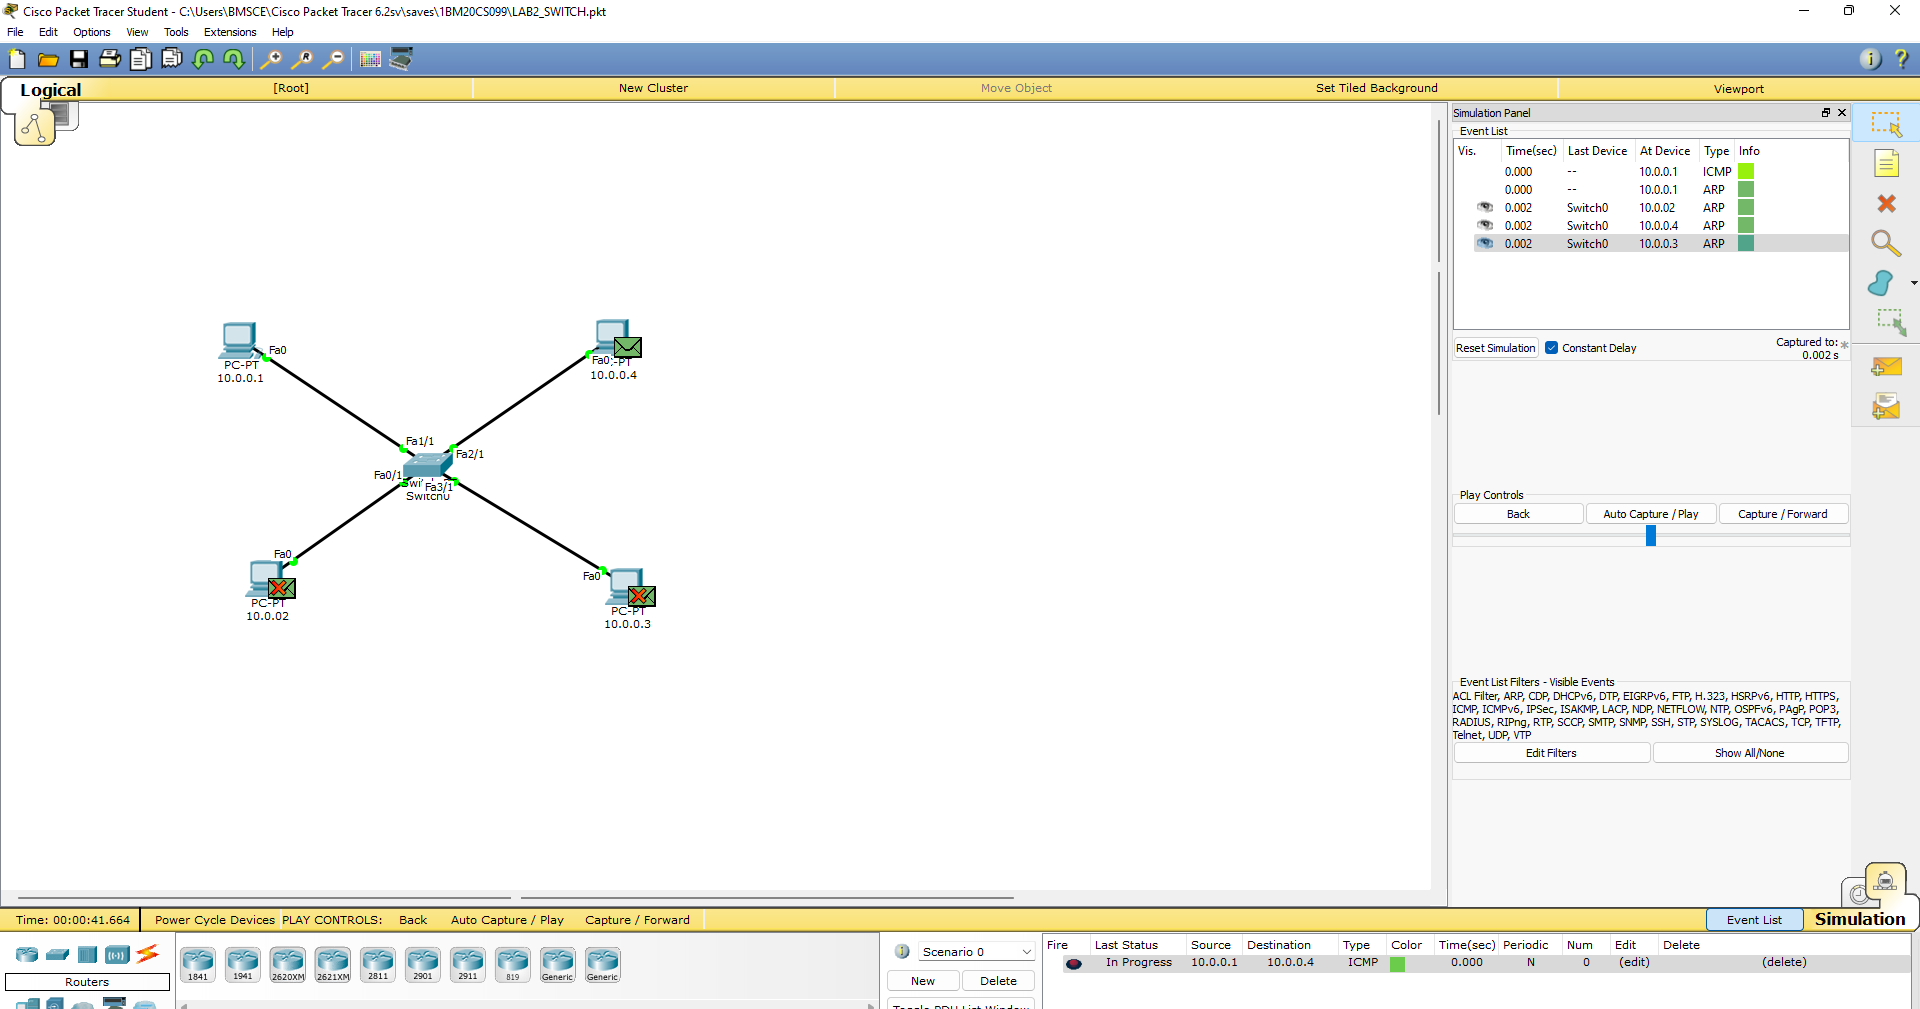 Cisco Packet Tracer Student - C:\Users\BMSCE\Cisco Packet Tracer 6.2sv\saves\1BM20CS099\LAB2_SWITCH.pkt
File Edit Options View Tools Extensions Help
Logical [Root] New Cluster Move Object Set Tiled Background Viewport
Simulation Panel
Event List
Vis. Time(sec) Last Device At Device Type Info
0.000 -- 10.0.0.1 ICMP
0.000 -- 10.0.0.1 ARP
0.002 Switch0 10.0.02 ARP
0.002 Switch0 10.0.0.4 ARP
0.002 Switch0 10.0.0.3 ARP
Reset Simulation Constant Delay Captured to: *
0.002 s
Fa0
PC-PT
10.0.0.1
Fa0
-PT
10.0.0.4
Fa1/1
Fa2/1
Fa0/1
Fa3/1
Switch0
Fa0
PC-PT
10.0.02
Fa0
PC-PT
10.0.0.3
Play Controls
Back Auto Capture / Play Capture / Forward
Event List Filters - Visible Events
ACL Filter, ARP, CDP, DHCPv6, DTP, EIGRPv6, FTP, H.323, HSRPv6, HTTP, HTTPS,
ICMP, ICMPv6, IPSec, ISAKMP, LACP, NDP, NETFLOW, NTP, OSPFv6, PAgP, POP3,
RADIUS, RIPng, RTP, SCCP, SMTP, SNMP, SSH, STP, SYSLOG, TACACS, TCP, TFTP,
Telnet, UDP, VTP
Edit Filters Show All/None
Time: 00:00:41.664 Power Cycle Devices PLAY CONTROLS: Back Auto Capture / Play Capture / Forward Event List Simulation
Routers
1841 1941 2620XM 2621XM 2811 2901 2911 819 Generic Generic
Scenario 0
New Delete
Toggle PDU List Window
Fire Last Status Source Destination Type Color Time(sec) Periodic Num Edit Delete
In Progress 10.0.0.1 10.0.0.4 ICMP 0.000 N 0 (edit) (delete)